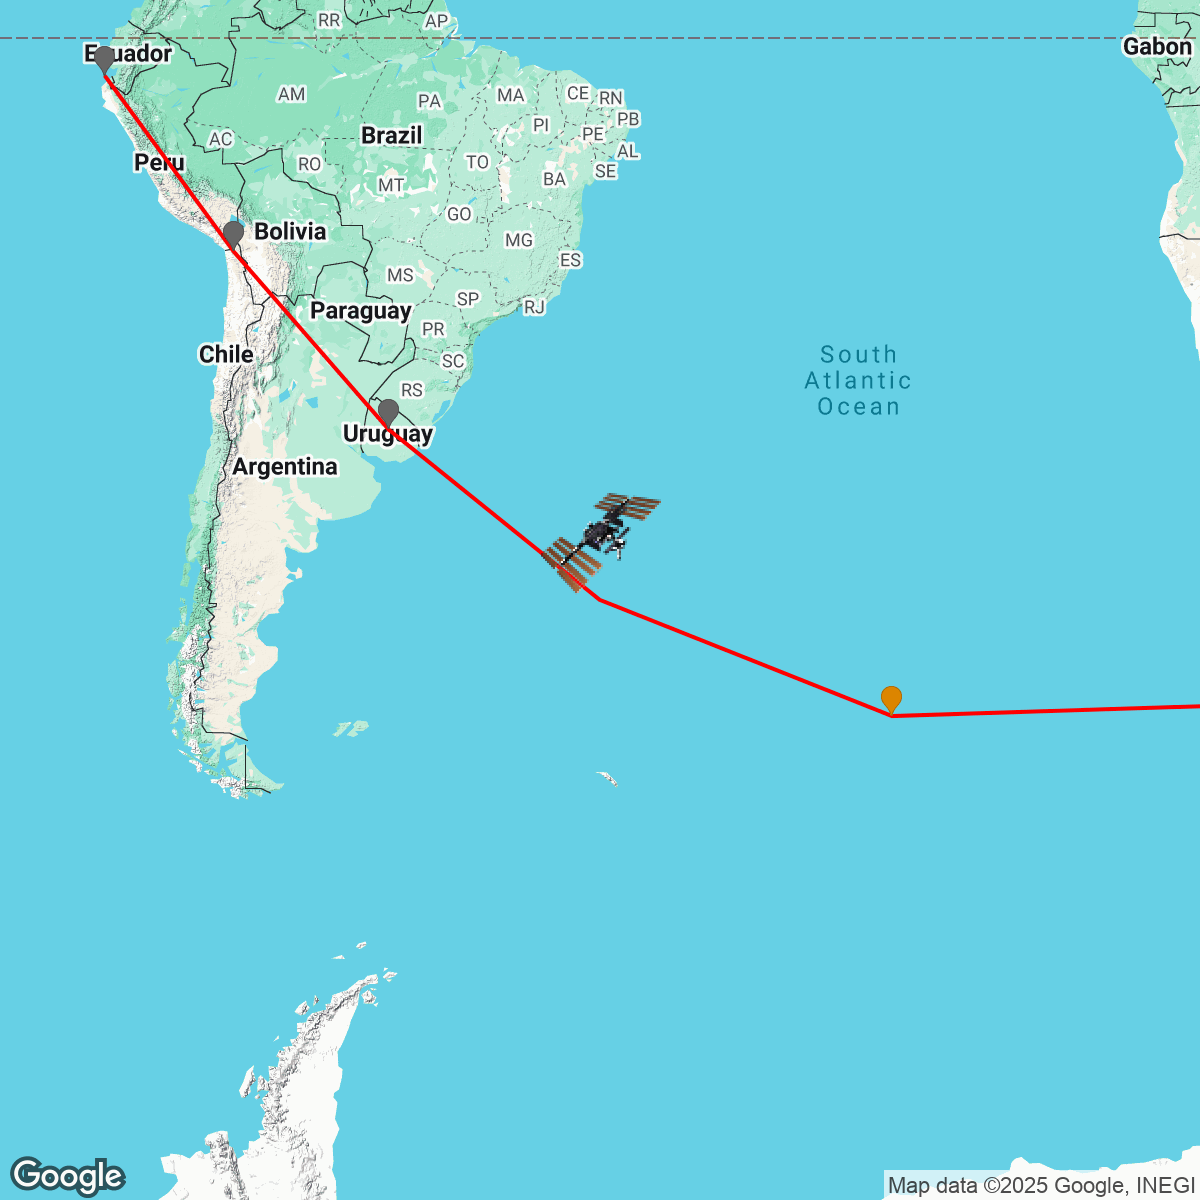 RR
AP
Ecuador
Gabon
AM
PA
MA
CE
RN
PB
PI
PE
AL
Brazil
AC
Peru
RO
TO
SE
BA
MT
GO
Bolivia
MG
ES
MS
SP
RJ
Paraguay
PR
Chile
SC
South
Atlantic
Ocean
RS
Uruguay
Argentina
Google
Map data ©2025 Google, INEGI